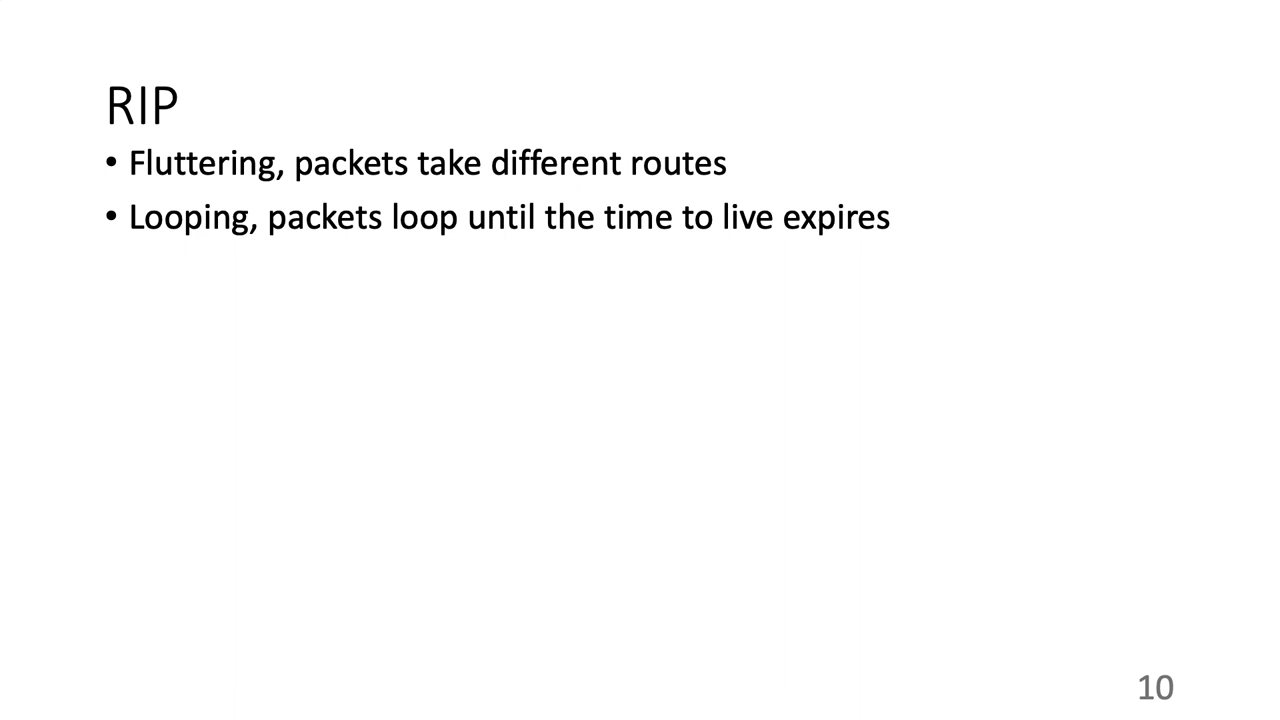 RIP
• Fluttering, packets take different routes
• Looping, packets loop until the time to live expires
10